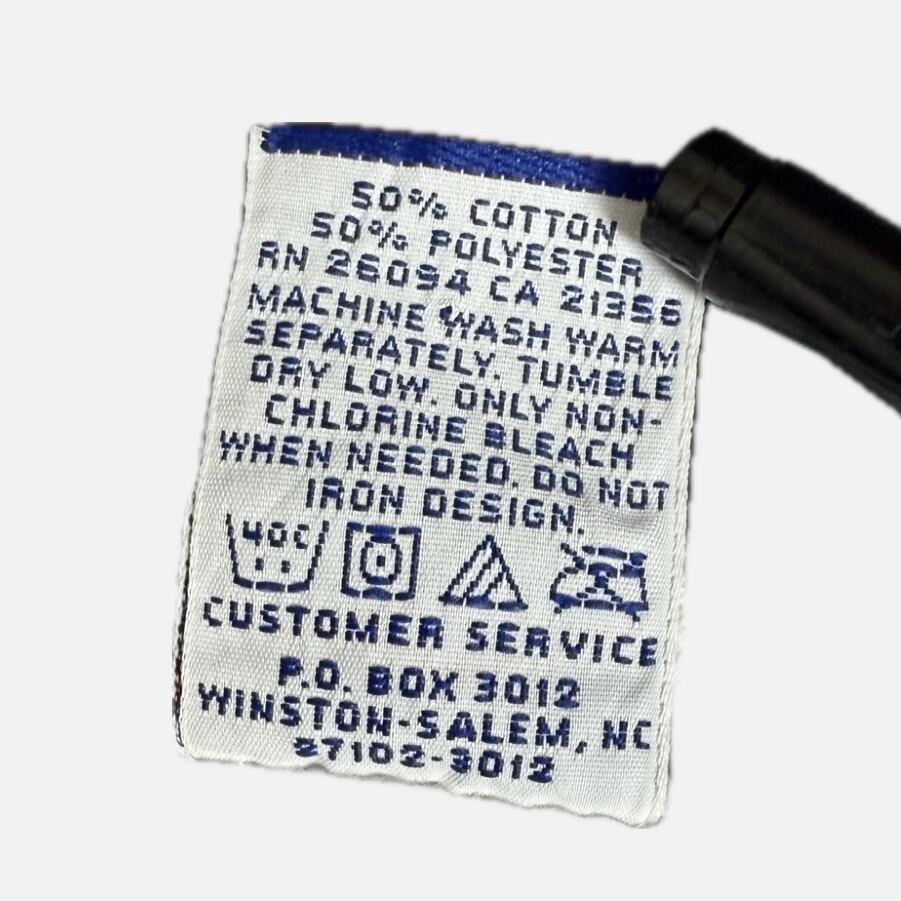 50% COTTON
50% POLYESTER
RN 26094 CA 21356
MACHINE WASH WARM
SEPARATELY. TUMBLE
DRY LOW. ONLY NON-
CHLORINE BLEACH
WHEN NEEDED. DO NOT
IRON DESIGN.
40C
CUSTOMER SERVICE
P.O. BOX 3012
WINSTON-SALEM, NC
27102-3012